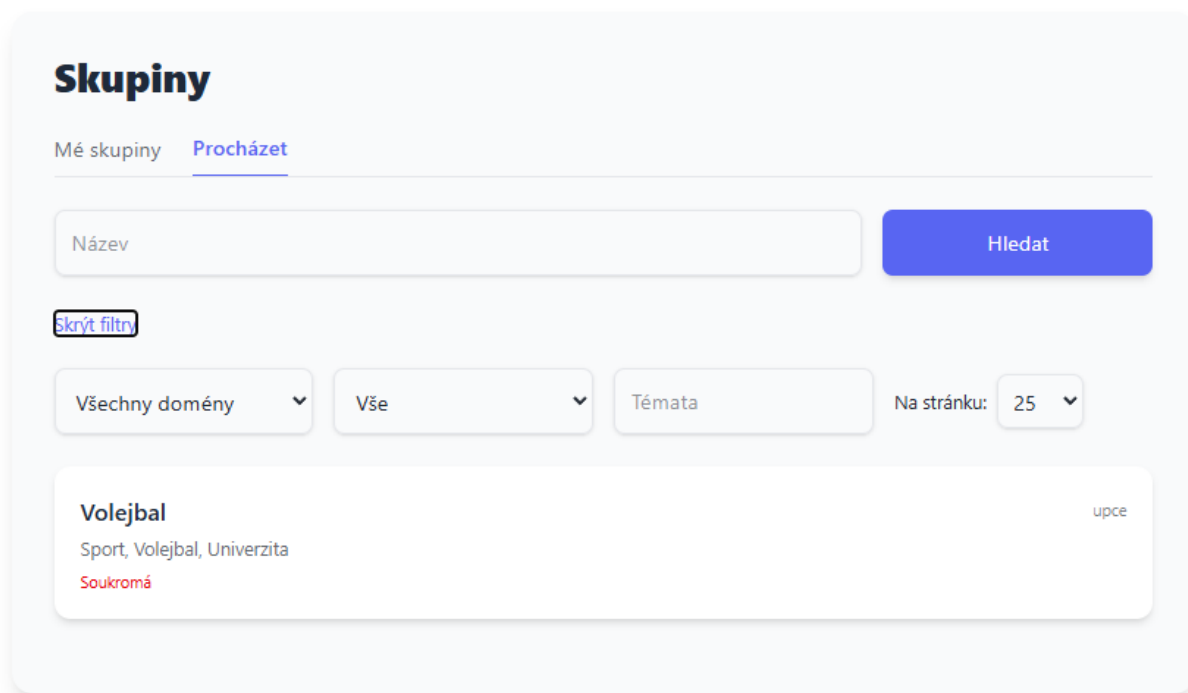 Skupiny
Mé skupiny Procházet
Název Hledat
Skrýt filtry
Všechny domény Vše Témata Na stránku: 25
Volejbal upce
Sport, Volejbal, Univerzita
Soukromá